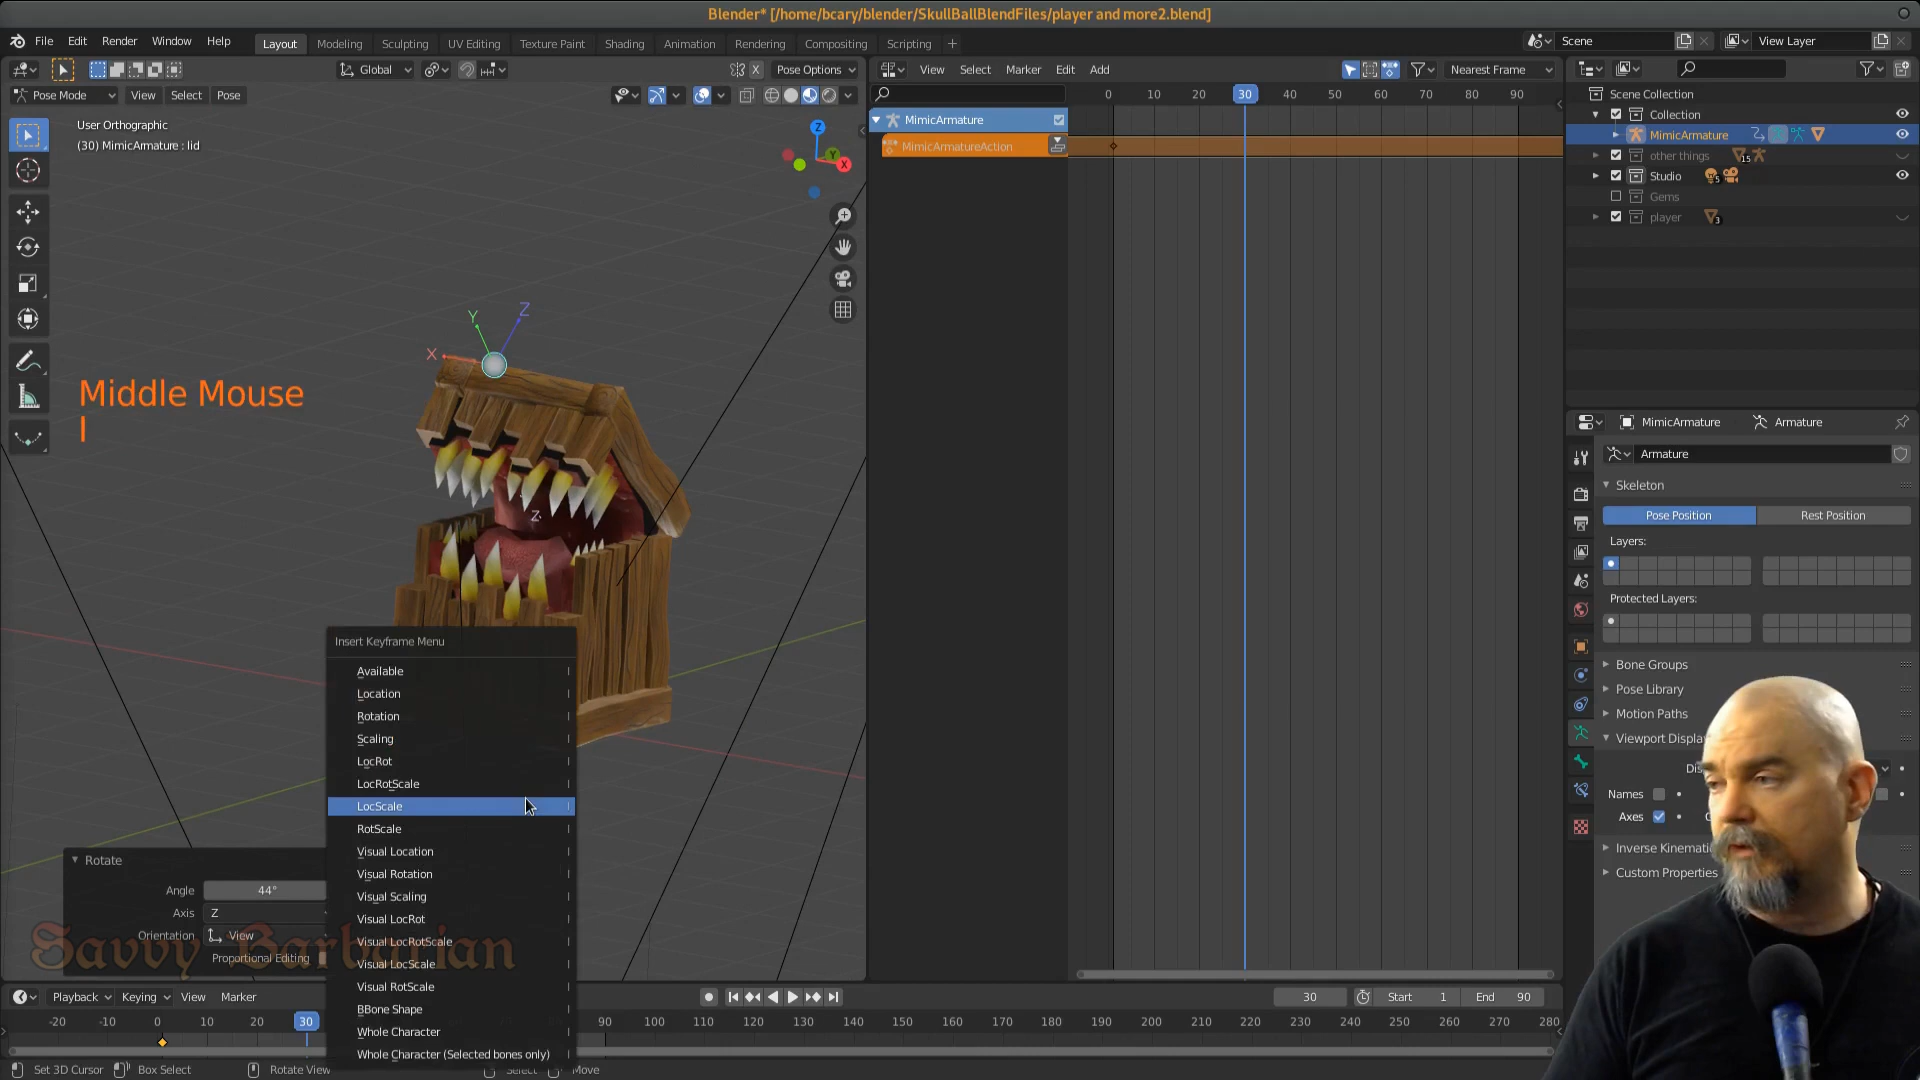 Blender* [/home/bcary/blender/SkullBallBlendFiles/player and more2.blend]
File Edit Render Window Help Layout Modeling Sculpting UV Editing Texture Paint Shading Animation Rendering Compositing Scripting + Scene View Layer
Global Pose Options View Select Marker Edit Add Nearest Frame
Pose Mode View Select Pose
0 10 20 30 40 50 60 70 80 90
Scene Collection
User Orthographic
(30) MimicArmature : lid
MimicArmature
MimicArmatureAction
Collection
MimicArmature
other things 15
Studio 5
Gems
player 3
Z
Y
X
Y
Z
X
Z
Middle Mouse
I
MimicArmature Armature
Armature
Skeleton
Pose Position Rest Position
Layers:
Protected Layers:
Bone Groups
Pose Library
Motion Paths
Viewport Displa
Dis
Names
Axes
Inverse Kinemati
Custom Properties
Insert Keyframe Menu
Available I
Location I
Rotation I
Scaling I
LocRot I
LocRotScale I
LocScale I
RotScale I
Visual Location I
Visual Rotation I
Visual Scaling I
Visual LocRot I
Visual LocRotScale I
Visual LocScale I
Visual RotScale I
BBone Shape I
Whole Character I
Whole Character (Selected bones only) I
Rotate
Angle 44°
Axis Z
Orientation View
Proportional Editing
Savvy Barbarian
Playback Keying View Marker 30 Start 1 End 90
-20 -10 0 10 20 30 90 100 110 120 130 140 150 160 170 180 190 200 210 220 230 240 250 260 270 280
Set 3D Cursor Box Select Rotate View Select Move